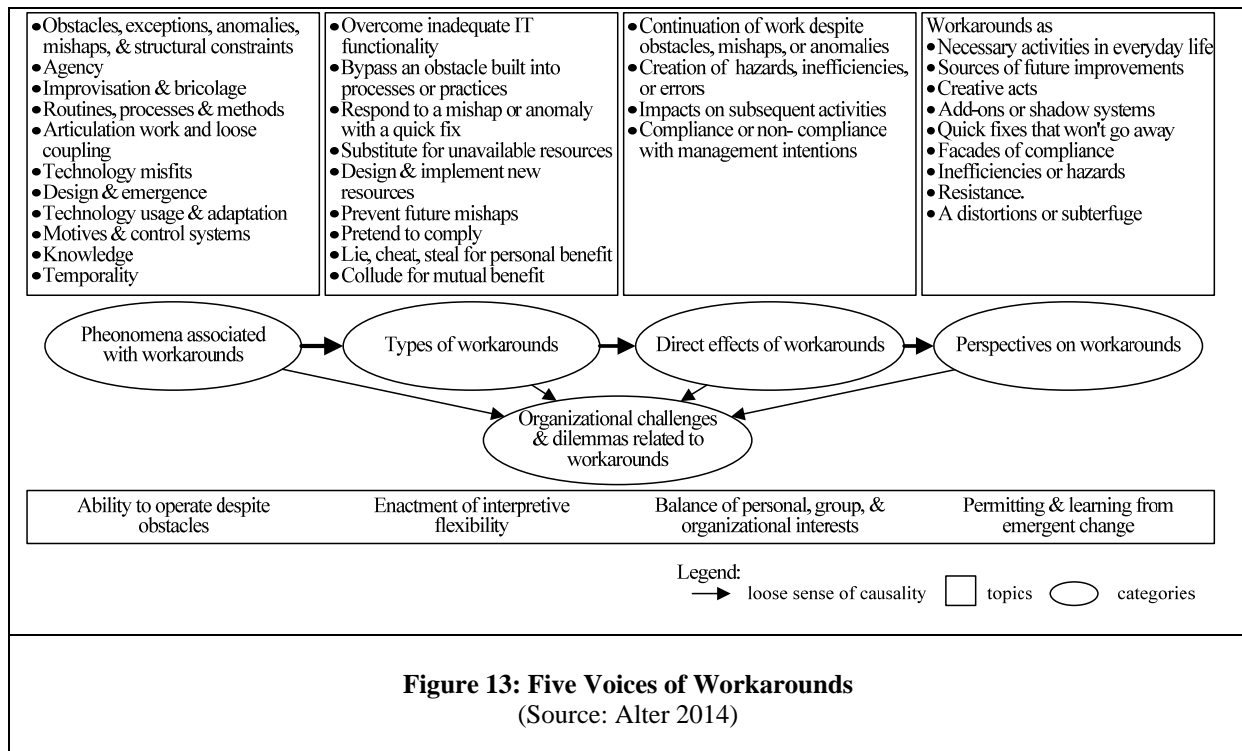 ●Obstacles, exceptions, anomalies,
mishaps, & structural constraints
●Agency
●Improvisation & bricolage
●Routines, processes & methods
●Articulation work and loose
coupling
●Technology misfits
●Design & emergence
●Technology usage & adaptation
●Motives & control systems
●Knowledge
●Temporality
●Overcome inadequate IT
functionality
●Bypass an obstacle built into
processes or practices
●Respond to a mishap or anomaly
with a quick fix
●Substitute for unavailable resources
●Design & implement new
resources
●Prevent future mishaps
●Pretend to comply
●Lie, cheat, steal for personal benefit
●Collude for mutual benefit
●Continuation of work despite
obstacles, mishaps, or anomalies
●Creation of hazards, inefficiencies,
or errors
●Impacts on subsequent activities
●Compliance or non- compliance
with management intentions
Workarounds as
●Necessary activities in everyday life
●Sources of future improvements
●Creative acts
●Add-ons or shadow systems
●Quick fixes that won't go away
●Facades of compliance
●Inefficiencies or hazards
●Resistance.
●A distortions or subterfuge
Pheonomena associated
with workarounds
Types of workarounds
Direct effects of workarounds
Perspectives on workarounds
Organizational challenges
& dilemmas related to
workarounds
Ability to operate despite
obstacles
Enactment of interpretive
flexibility
Balance of personal, group, &
organizational interests
Permitting & learning from
emergent change
Legend:
loose sense of causality topics categories
Figure 13: Five Voices of Workarounds
(Source: Alter 2014)